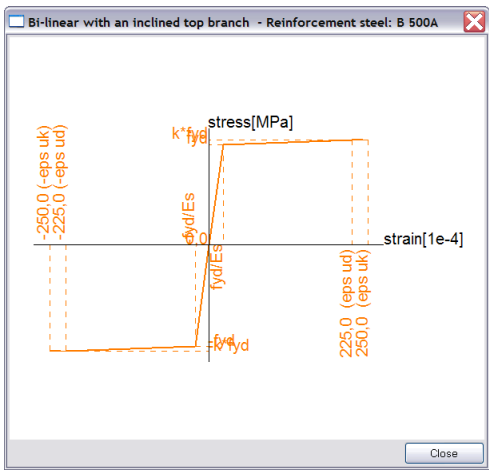 Bi-linear with an inclined top branch - Reinforcement steel: B 500A
stress[MPa]
k*fyd
fyd
-250,0 (-eps uk)
-225,0 (-eps ud)
-fyd/Es
0,0
strain[1e-4]
fyd/Es
225,0 (eps ud)
250,0 (eps uk)
-fyd
-k*fyd
Close